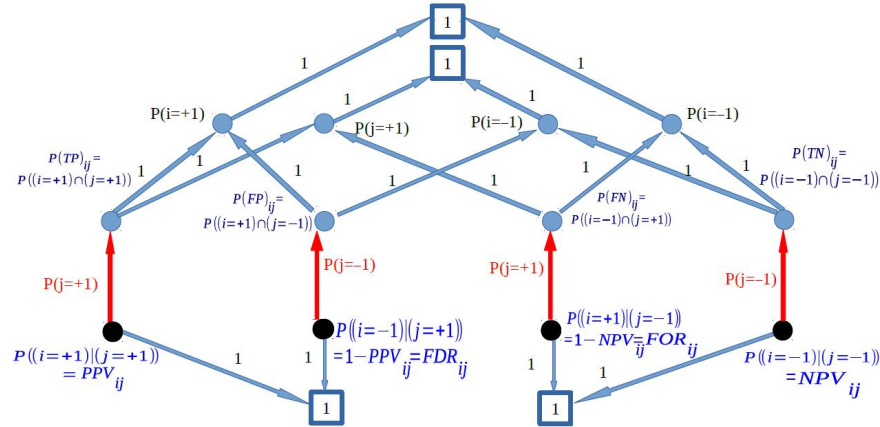 1
1
1
1
1
1
P(i=+1)
P(j=+1)
P(i=−1)
P(i=−1)
P(TP)ij=
P((i=+1)∩(j=+1))
1
1
P(FP)ij=
P((i=+1)∩(j=−1))
1
1
1
P(FN)ij=
P((i=−1)∩(j=+1))
1
1
1
P(TN)ij=
P((i=−1)∩(j=−1))
P(j=+1)
P(j=−1)
P(j=+1)
P(j=−1)
P((i=+1)|(j=+1))
=PPVij
1
P((i=−1)|(j=+1))
=1−PPVij=FDRij
1
P((i=+1)|(j=−1))
=1−NPVij=FORij
1
P((i=−1)|(j=−1))
=NPVij
1
1
1